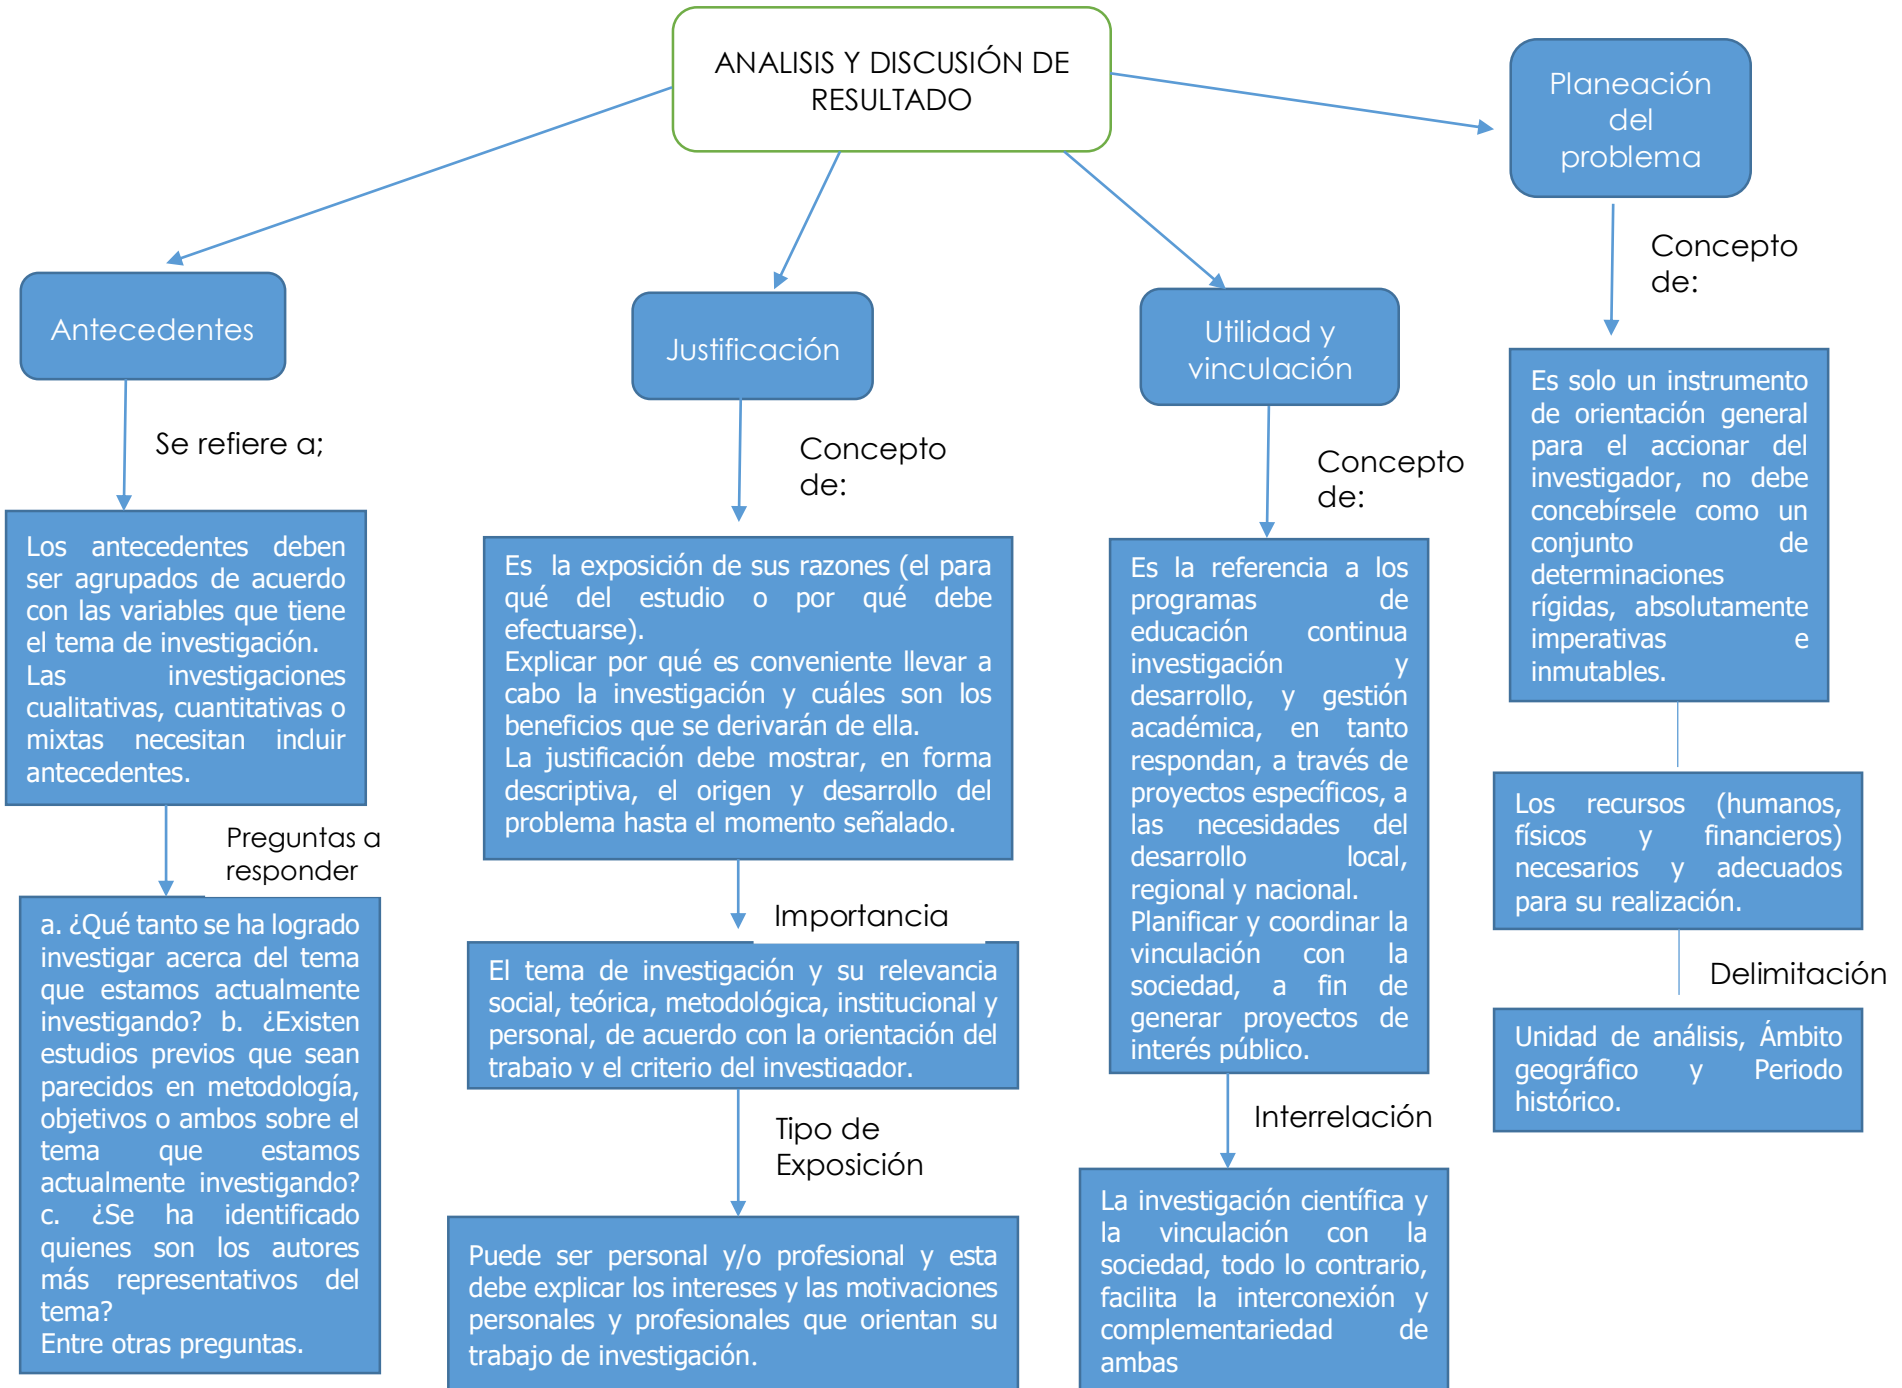 ANALISIS Y DISCUSIÓN DE
RESULTADO
Planeación
del
problema
Concepto
de:
Antecedentes
Justificación
Utilidad y
vinculación
Se refiere a;
Concepto
de:
Concepto
de:
Los antecedentes deben
ser agrupados de acuerdo
con las variables que tiene
el tema de investigación.
Las investigaciones
cualitativas, cuantitativas o
mixtas necesitan incluir
antecedentes.
Preguntas a
responder
a. ¿Qué tanto se ha logrado
investigar acerca del tema
que estamos actualmente
investigando? b. ¿Existen
estudios previos que sean
parecidos en metodología,
objetivos o ambos sobre el
tema que estamos
actualmente investigando?
c. ¿Se ha identificado
quienes son los autores
más representativos del
tema?
Entre otras preguntas.
Es la exposición de sus razones (el para
qué del estudio o por qué debe
efectuarse).
Explicar por qué es conveniente llevar a
cabo la investigación y cuáles son los
beneficios que se derivarán de ella.
La justificación debe mostrar, en forma
descriptiva, el origen y desarrollo del
problema hasta el momento señalado.
Importancia
El tema de investigación y su relevancia
social, teórica, metodológica, institucional y
personal, de acuerdo con la orientación del
trabajo y el criterio del investigador.
Tipo de
Exposición
Puede ser personal y/o profesional y esta
debe explicar los intereses y las motivaciones
personales y profesionales que orientan su
trabajo de investigación.
Es la referencia a los
programas de
educación continua
investigación y
desarrollo, y gestión
académica, en tanto
respondan, a través de
proyectos específicos, a
las necesidades del
desarrollo local,
regional y nacional.
Planificar y coordinar la
vinculación con la
sociedad, a fin de
generar proyectos de
interés público.
Interrelación
La investigación científica y
la vinculación con la
sociedad, todo lo contrario,
facilita la interconexión y
complementariedad de
ambas
Es solo un instrumento
de orientación general
para el accionar del
investigador, no debe
concebírsele como un
conjunto de
determinaciones
rígidas, absolutamente
imperativas e
inmutables.
Los recursos (humanos,
físicos y financieros)
necesarios y adecuados
para su realización.
Delimitación
Unidad de análisis, Ámbito
geográfico y Periodo
histórico.